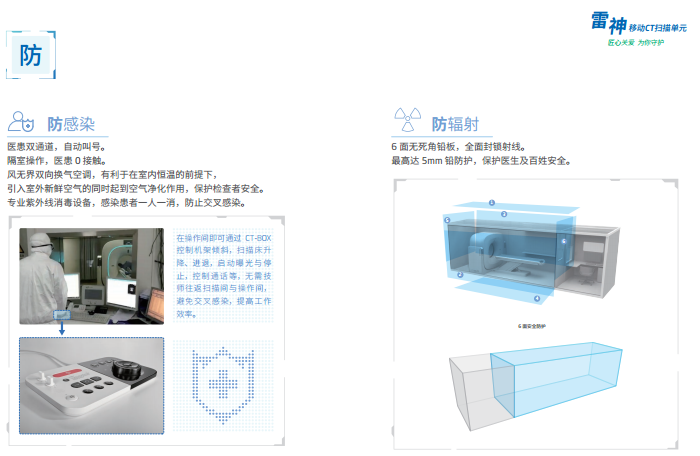 雷神 移动CT扫描单元
匠心关爱 为你守护
防
防感染
医患双通道，自动叫号。
隔室操作，医患 0 接触。
风无界双向换气空调，有利于在室内恒温的前提下，
引入室外新鲜空气的同时起到空气净化作用，保护检查者安全。
专业紫外线消毒设备，感染患者一人一消，防止交叉感染。
在操作间即可通过 CT-BOX
控制机架倾斜，扫描床升
降、进退，启动曝光与停
止，控制通话等，无需技
师往返扫描间与操作间，
避免交叉感染，提高工作
效率。
防辐射
6 面无死角铅板，全面封锁射线。
最高达 5mm 铅防护，保护医生及百姓安全。
1
3
5
6
2
4
6 面安全防护